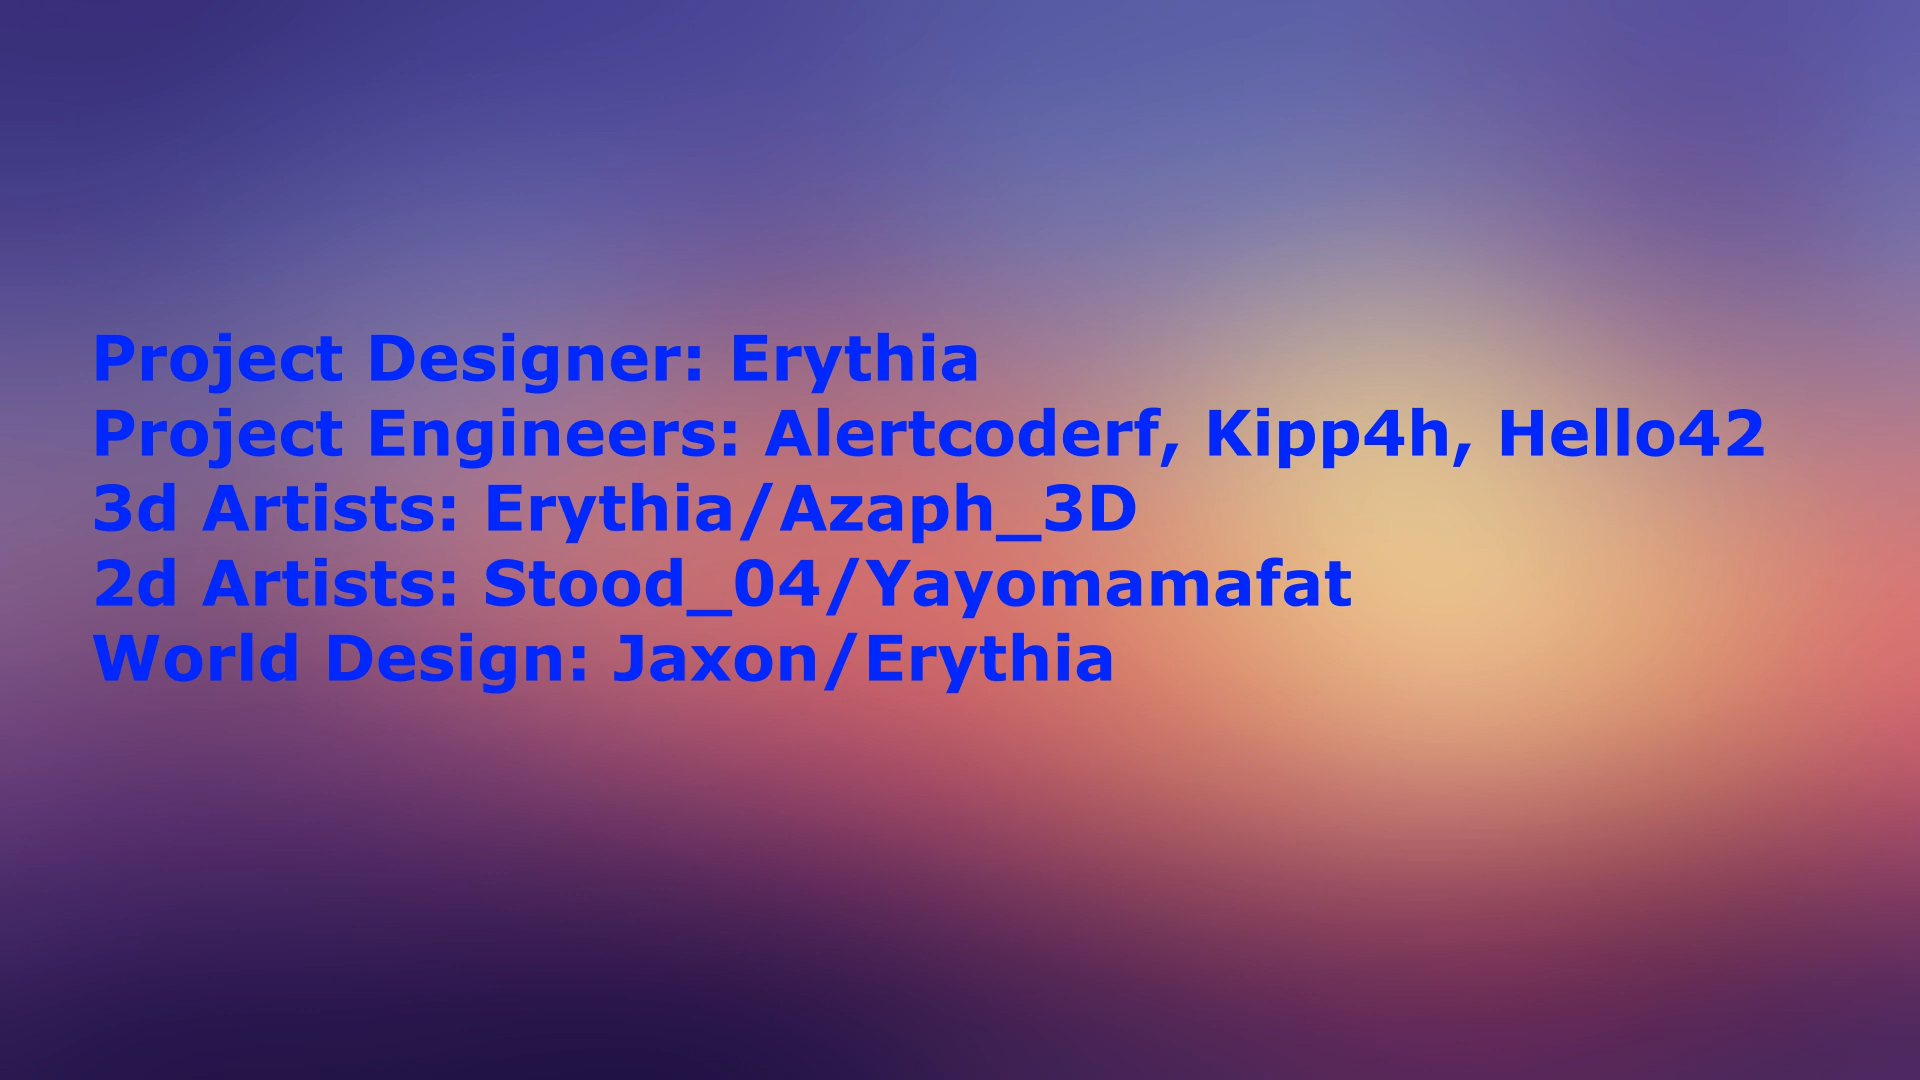 Project Designer: Erythia
Project Engineers: Alertcoderf, Kipp4h, Hello42
3d Artists: Erythia/Azaph_3D
2d Artists: Stood_04/Yayomamafat
World Design: Jaxon/Erythia